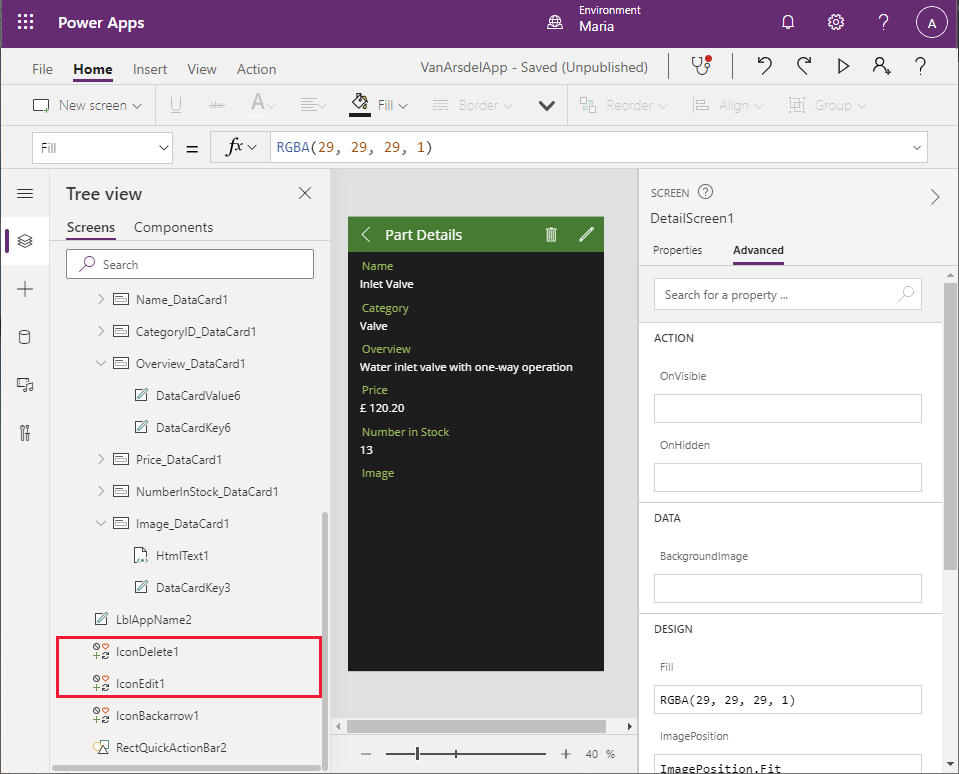 Environment
Power Apps
Maria
A
File Home Insert View Action
VanArsdelApp - Saved (Unpublished)
New screen U abc A Fill Border Reorder Align Group
Fill = fx RGBA(29, 29, 29, 1)
Tree view
Screens Components
Search
Name_DataCard1
CategoryID_DataCard1
Overview_DataCard1
DataCardValue6
DataCardKey6
Price_DataCard1
NumberInStock_DataCard1
Image_DataCard1
HtmlText1
DataCardKey3
LblAppName2
IconDelete1
IconEdit1
IconBackarrow1
RectQuickActionBar2
Part Details
Name
Inlet Valve
Category
Valve
Overview
Water inlet valve with one-way operation
Price
£ 120.20
Number in Stock
13
Image
40 %
SCREEN
DetailScreen1
Properties Advanced
Search for a property ...
ACTION
OnVisible
OnHidden
DATA
BackgroundImage
DESIGN
Fill
RGBA(29, 29, 29, 1)
ImagePosition
ImagePosition.Fit